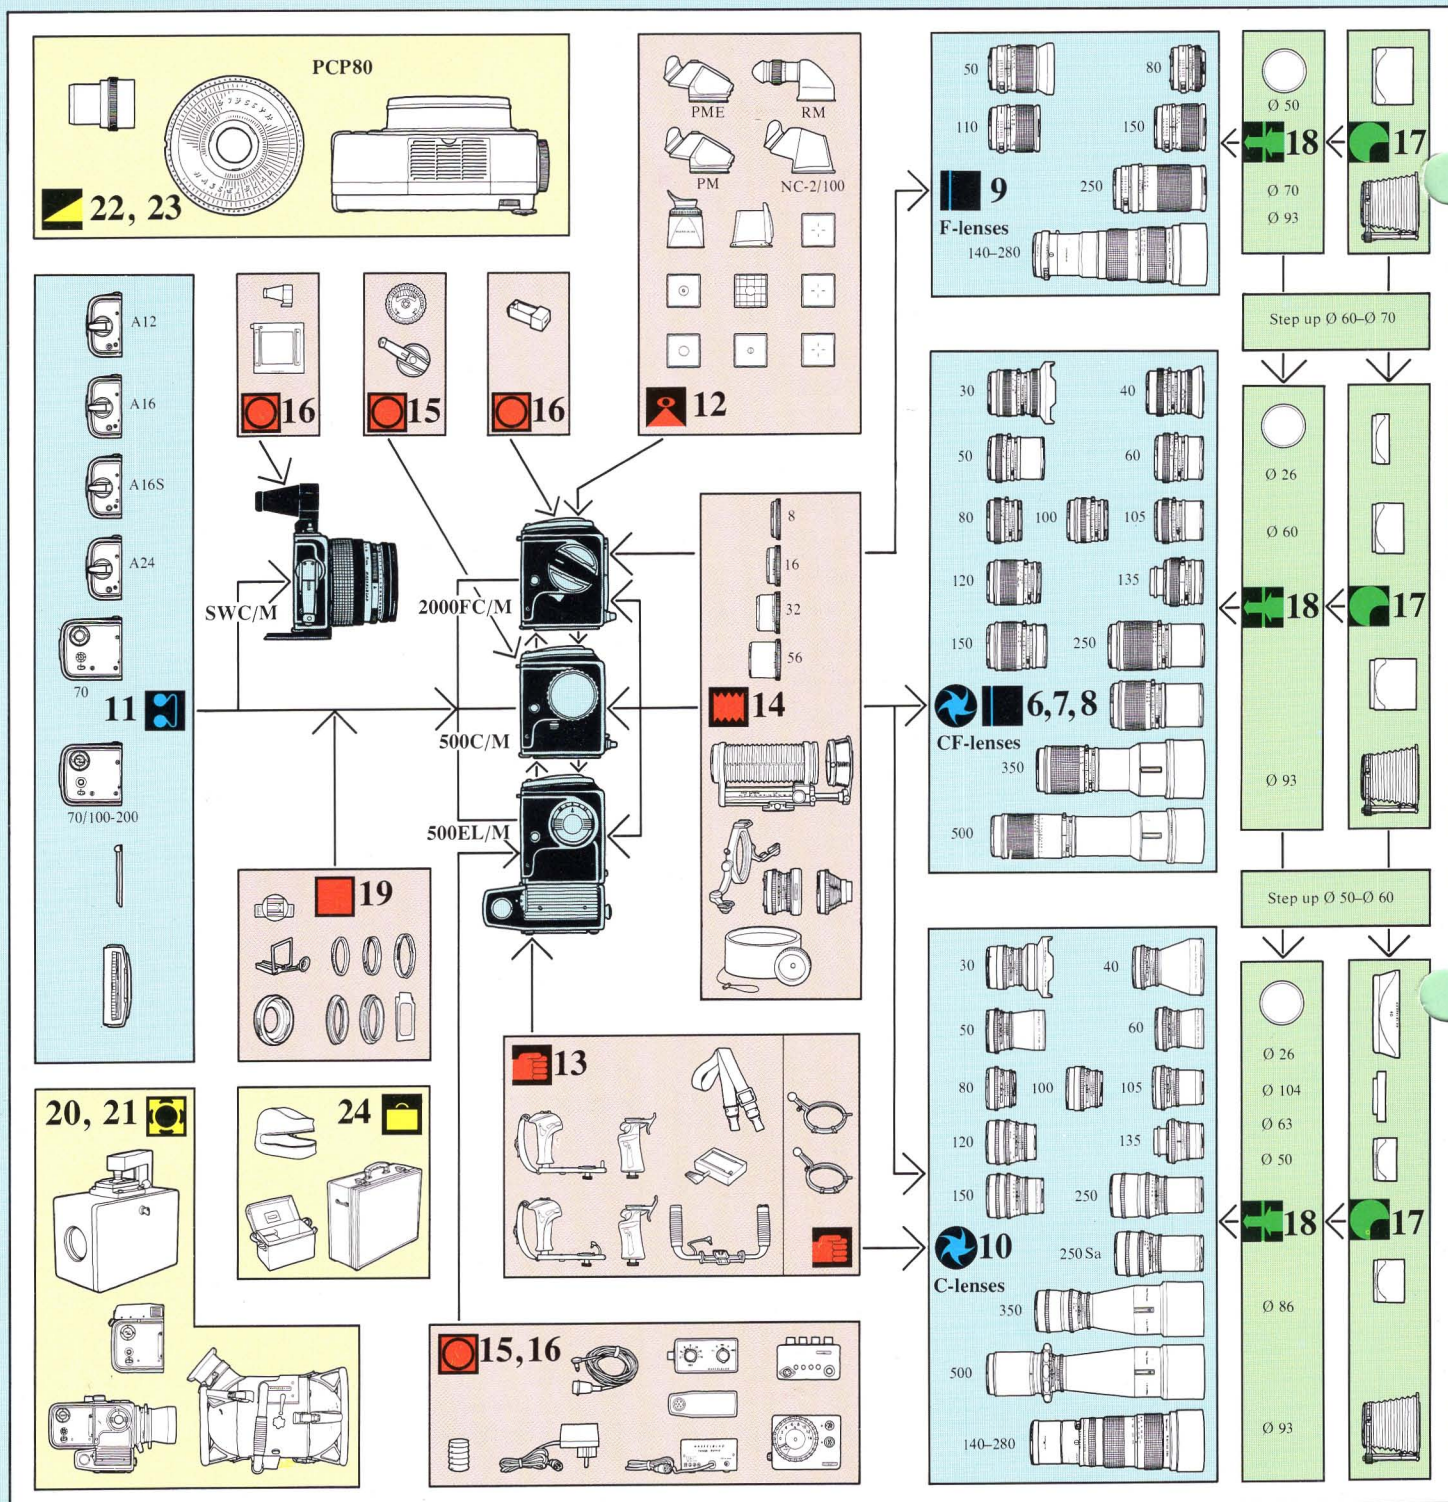 PCP80
22, 23
PME
RM
PM
NC-2/100
12
50
80
110
150
250
9
F-lenses
140–280
Ø 50
18
17
Ø 70
Ø 93
Step up Ø 60–Ø 70
A12
A16
A16S
A24
70
11
70/100-200
16
15
16
SWC/M
2000FC/M
500C/M
500EL/M
8
16
32
56
14
30
40
50
60
80
100
105
120
135
150
250
6,7,8
CF-lenses
350
500
Ø 26
Ø 60
18
17
Ø 93
Step up Ø 50–Ø 60
19
20, 21
24
13
15,16
30
40
50
60
80
100
105
120
135
150
250
10
250 Sa
C-lenses
350
500
140–280
Ø 26
Ø 104
Ø 63
Ø 50
18
17
Ø 86
Ø 93